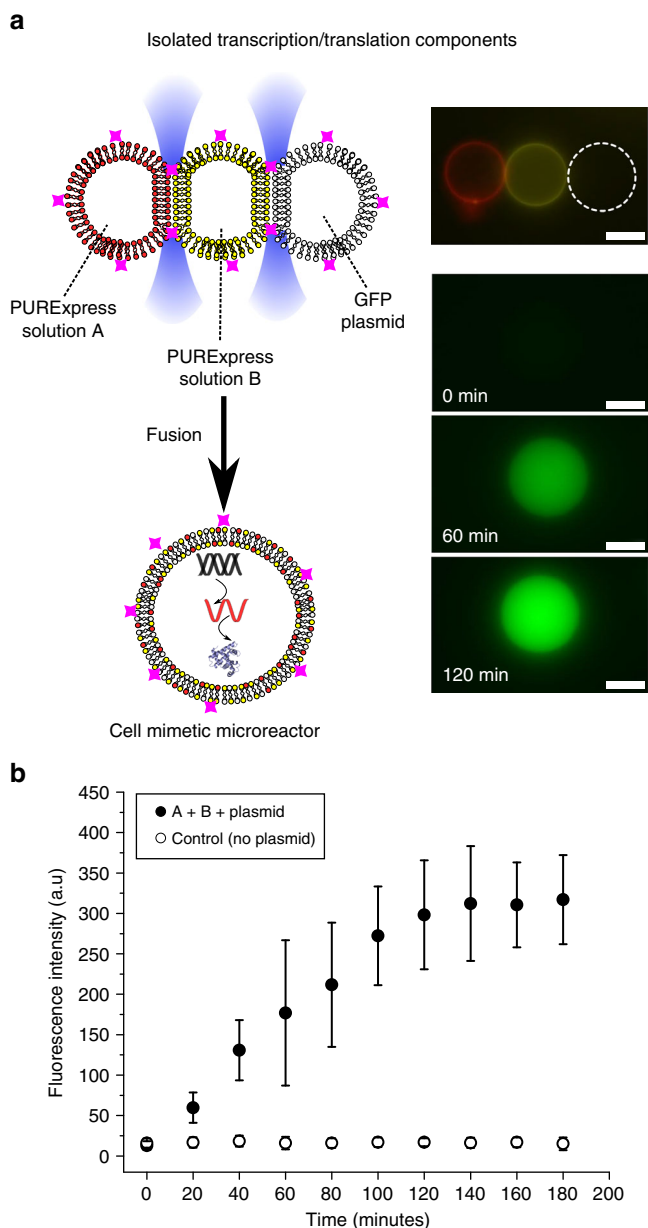 a
Isolated transcription/translation components
PURExpress
solution A
PURExpress
solution B
GFP
plasmid
Fusion
Cell mimetic microreactor
0 min
60 min
120 min
b
450
400
350
300
250
200
150
100
50
0
Fluorescence intensity (a.u)
A + B + plasmid
Control (no plasmid)
0 20 40 60 80 100 120 140 160 180 200
Time (minutes)